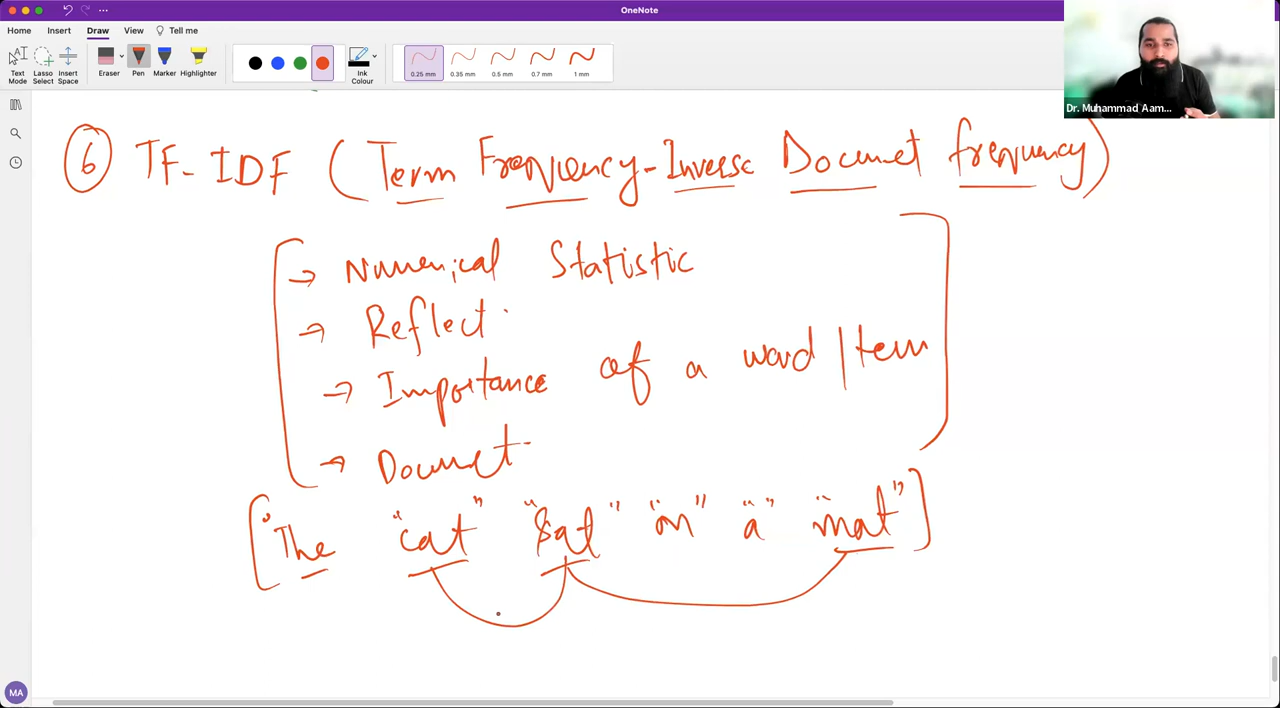 OneNote
Home Insert Draw View Tell me
Text Mode Lasso Select Insert Space Eraser Pen Marker Highlighter Ink Colour 0.25 mm 0.35 mm 0.5 mm 0.7 mm 1 mm
Dr. Muhammad Aam...
6 TF-IDF (Term Frequency-Inverse Documet frequency)
→ Numerical Statistic
→ Reflect
→ Importance of a word/term
→ Documet
["The "cat" "sat" "on" "a" "mat"]
MA